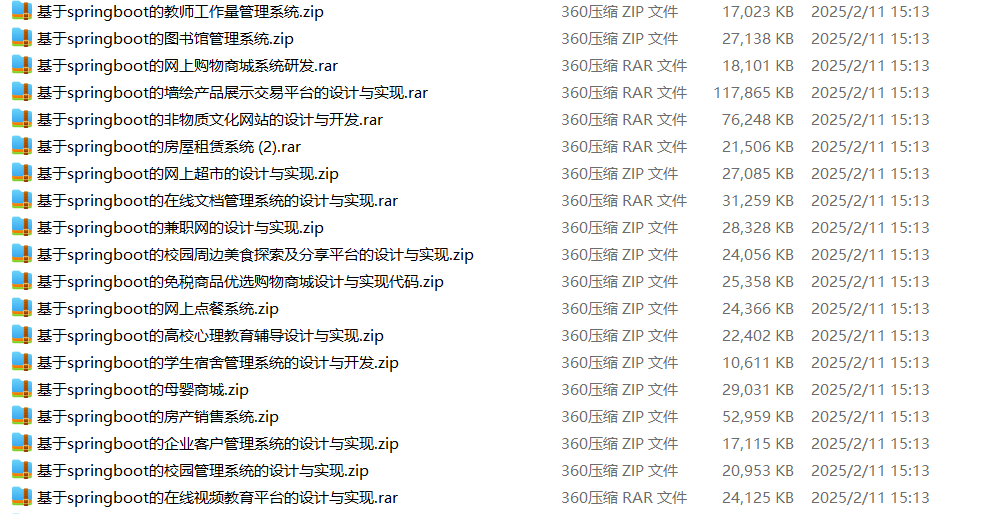 基于springboot的教师工作量管理系统.zip 360压缩 ZIP 文件 17,023 KB 2025/2/11 15:13
基于springboot的图书馆管理系统.zip 360压缩 ZIP 文件 27,138 KB 2025/2/11 15:13
基于springboot的网上购物商城系统研发.rar 360压缩 RAR 文件 18,101 KB 2025/2/11 15:13
基于springboot的墙绘产品展示交易平台的设计与实现.rar 360压缩 RAR 文件 117,865 KB 2025/2/11 15:13
基于springboot的非物质文化网站的设计与开发.rar 360压缩 RAR 文件 76,248 KB 2025/2/11 15:13
基于springboot的房屋租赁系统 (2).rar 360压缩 RAR 文件 21,506 KB 2025/2/11 15:13
基于springboot的网上超市的设计与实现.zip 360压缩 ZIP 文件 27,085 KB 2025/2/11 15:13
基于springboot的在线文档管理系统的设计与实现.rar 360压缩 RAR 文件 31,259 KB 2025/2/11 15:13
基于springboot的兼职网的设计与实现.zip 360压缩 ZIP 文件 28,328 KB 2025/2/11 15:13
基于springboot的校园周边美食探索及分享平台的设计与实现.zip 360压缩 ZIP 文件 24,056 KB 2025/2/11 15:13
基于springboot的免税商品优选购物商城设计与实现代码.zip 360压缩 ZIP 文件 25,358 KB 2025/2/11 15:13
基于springboot的网上点餐系统.zip 360压缩 ZIP 文件 24,366 KB 2025/2/11 15:13
基于springboot的高校心理教育辅导设计与实现.zip 360压缩 ZIP 文件 22,402 KB 2025/2/11 15:13
基于springboot的学生宿舍管理系统的设计与开发.zip 360压缩 ZIP 文件 10,611 KB 2025/2/11 15:13
基于springboot的母婴商城.zip 360压缩 ZIP 文件 29,031 KB 2025/2/11 15:13
基于springboot的房产销售系统.zip 360压缩 ZIP 文件 52,959 KB 2025/2/11 15:13
基于springboot的企业客户管理系统的设计与实现.zip 360压缩 ZIP 文件 17,115 KB 2025/2/11 15:13
基于springboot的校园管理系统的设计与实现.zip 360压缩 ZIP 文件 20,953 KB 2025/2/11 15:13
基于springboot的在线视频教育平台的设计与实现.rar 360压缩 RAR 文件 24,125 KB 2025/2/11 15:13